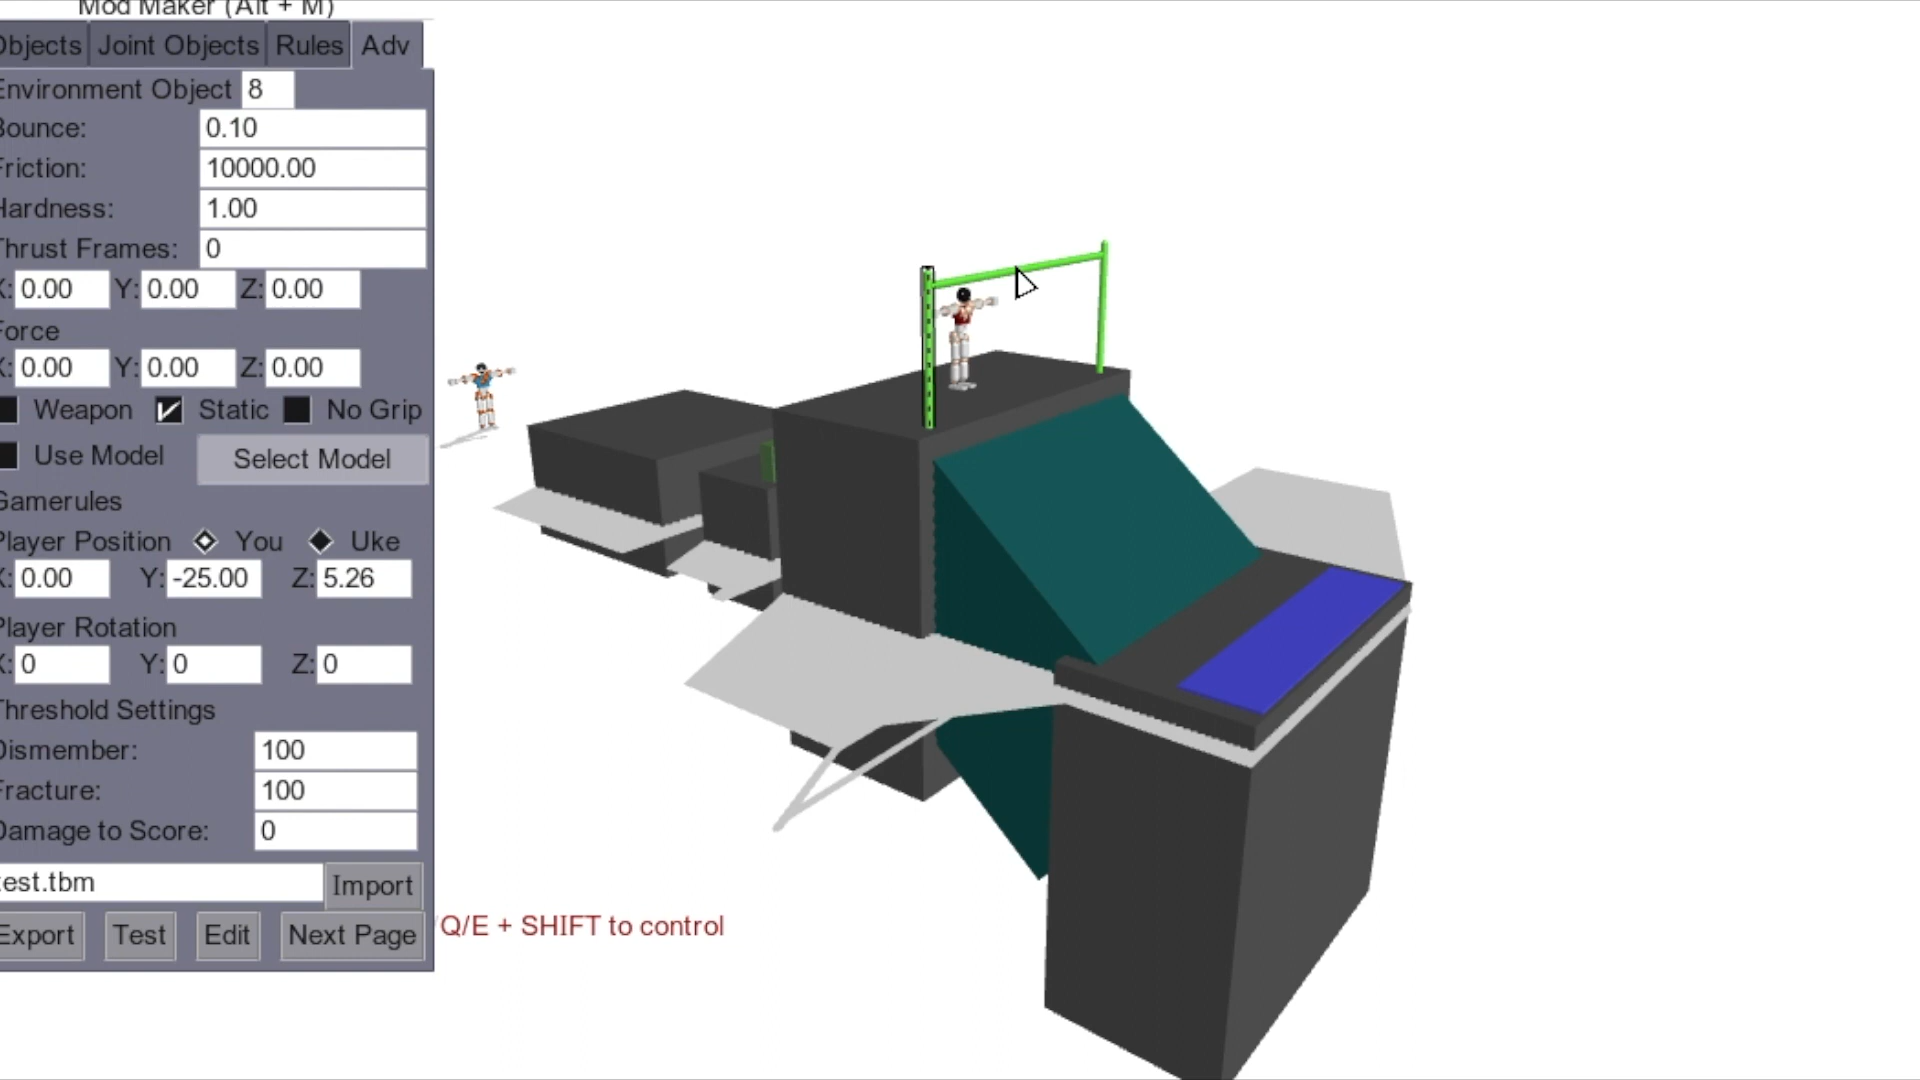 Mod Maker (Alt + M)
Objects Joint Objects Rules Adv
Environment Object 8
Bounce: 0.10
Friction: 10000.00
Hardness: 1.00
Thrust Frames: 0
X: 0.00 Y: 0.00 Z: 0.00
Force
X: 0.00 Y: 0.00 Z: 0.00
Weapon Static No Grip
Use Model Select Model
Gamerules
Player Position You Uke
X: 0.00 Y: -25.00 Z: 5.26
Player Rotation
X: 0 Y: 0 Z: 0
Threshold Settings
Dismember: 100
Fracture: 100
Damage to Score: 0
test.tbm Import
Export Test Edit Next Page
/Q/E + SHIFT to control